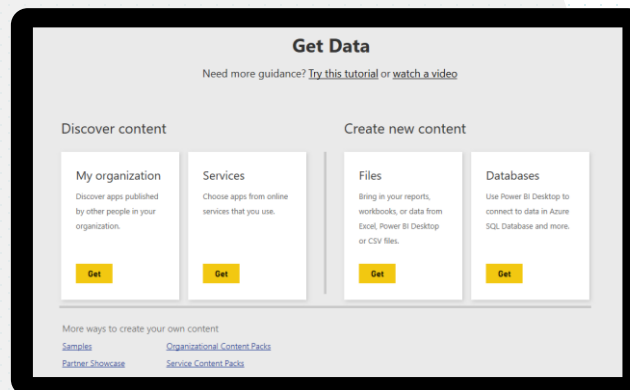 Get Data
Need more guidance? Try this tutorial or watch a video
Discover content
Create new content
My organization
Discover apps published
by other people in your
organization.
Get
Services
Choose apps from online
services that you use.
Get
Files
Bring in your reports,
workbooks, or data from
Excel, Power BI Desktop
or CSV files.
Get
Databases
Use Power BI Desktop to
connect to data in Azure
SQL Database and more.
Get
More ways to create your own content
Samples
Organizational Content Packs
Partner Showcase
Service Content Packs